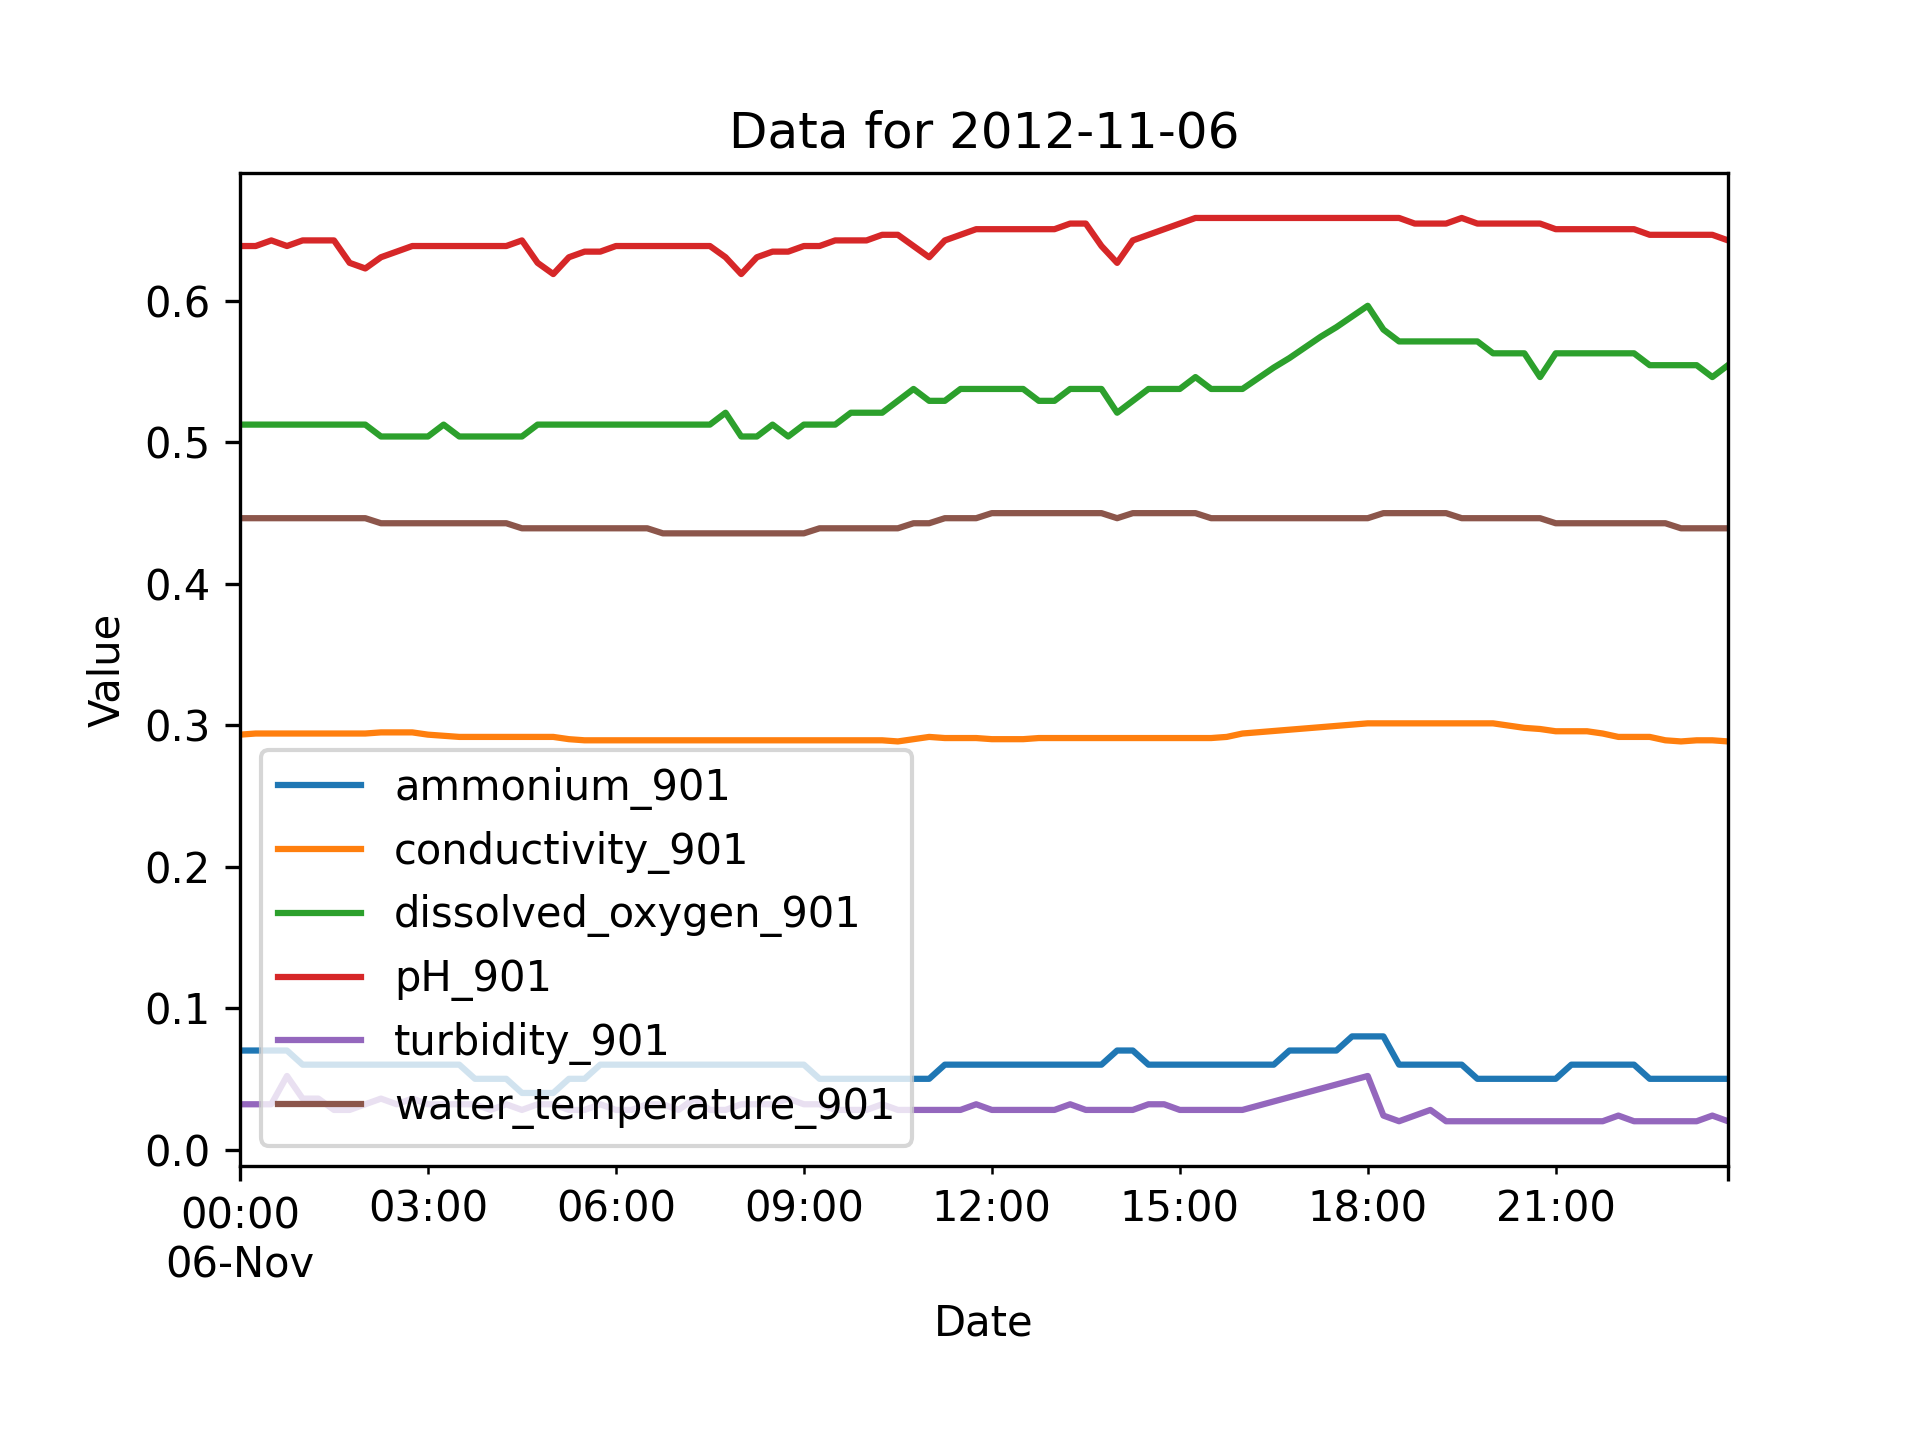 Data for 2012-11-06
Value
0.6
0.5
0.4
0.3
0.2
0.1
0.0
ammonium_901
conductivity_901
dissolved_oxygen_901
pH_901
turbidity_901
water_temperature_901
00:00 03:00 06:00 09:00 12:00 15:00 18:00 21:00
06-Nov
Date